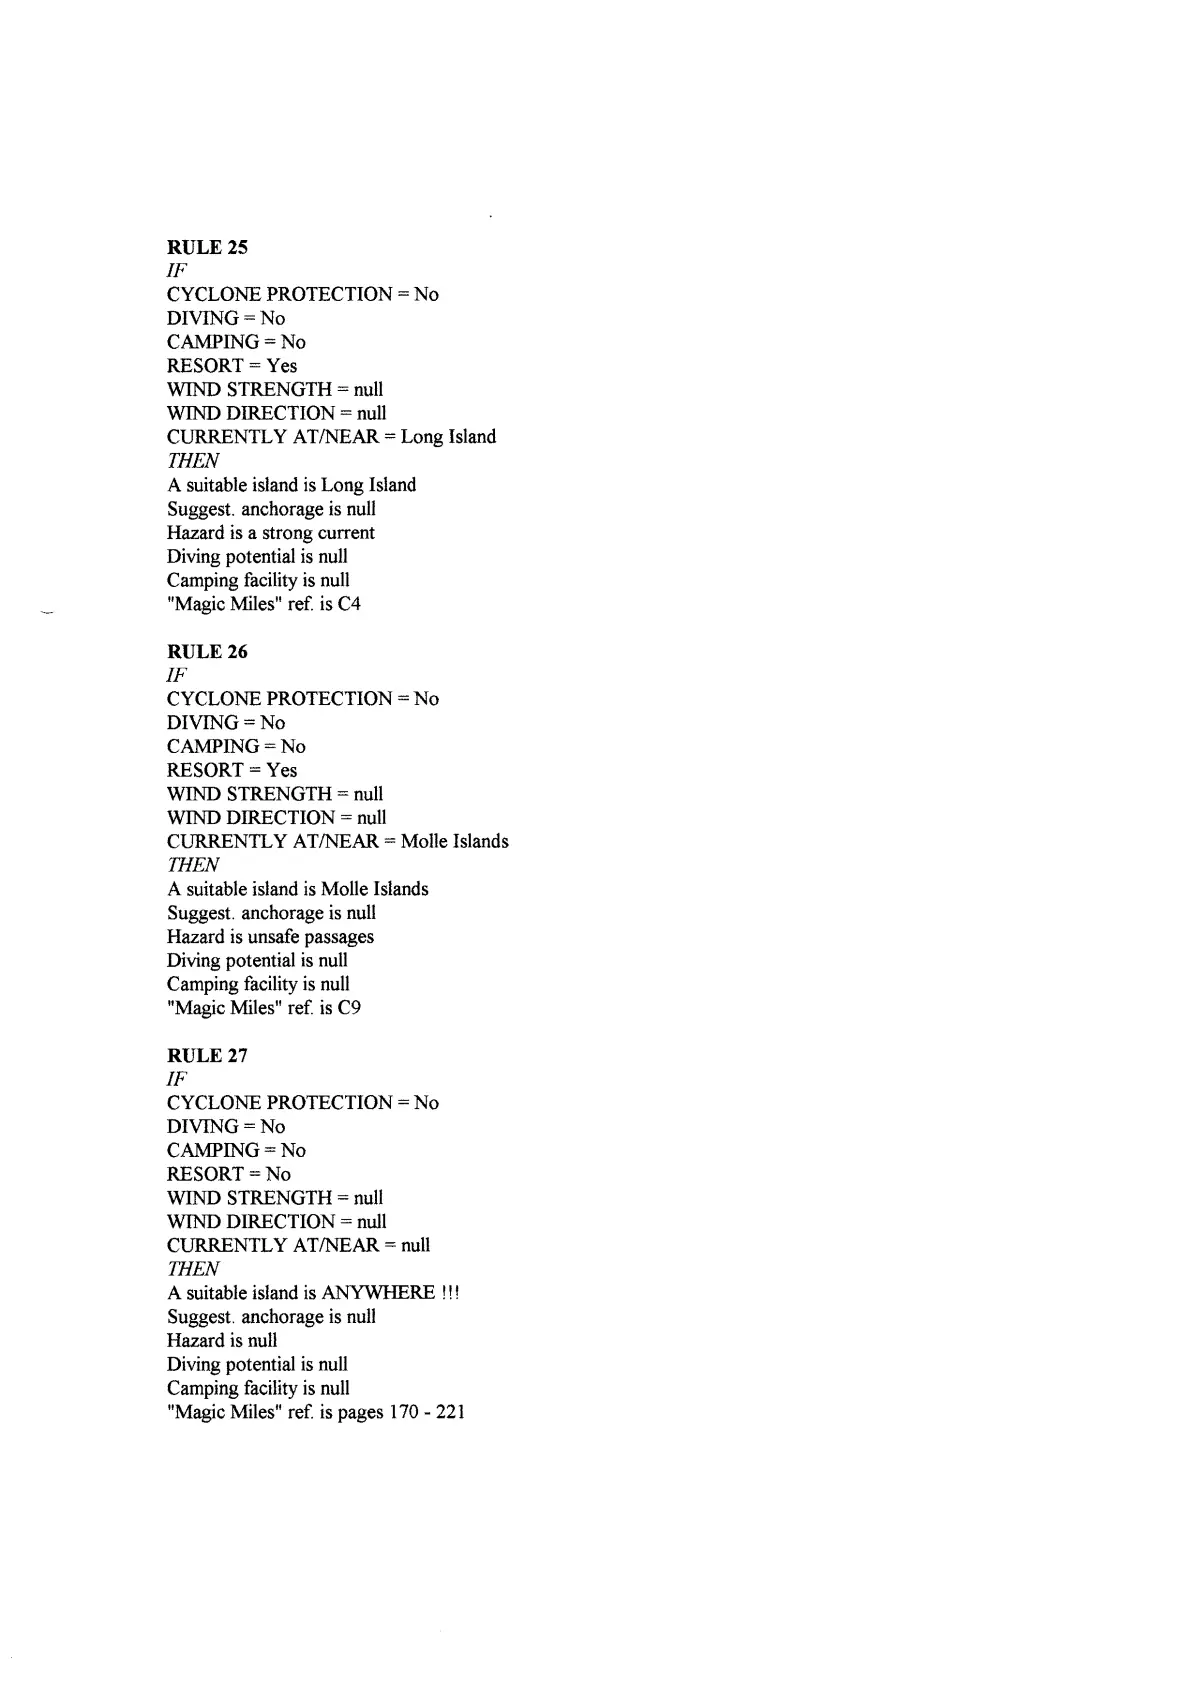 RULE 25
IF
CYCLONE PROTECTION = No
DIVING = No
CAMPING = No
RESORT = Yes
WIND STRENGTH = null
WIND DIRECTION = null
CURRENTLY AT/NEAR = Long Island
THEN
A suitable island is Long Island
Suggest. anchorage is null
Hazard is a strong current
Diving potential is null
Camping facility is null
"Magic Miles" ref. is C4
RULE 26
IF
CYCLONE PROTECTION = No
DIVING = No
CAMPING = No
RESORT = Yes
WIND STRENGTH = null
WIND DIRECTION = null
CURRENTLY AT/NEAR = Molle Islands
THEN
A suitable island is Molle Islands
Suggest. anchorage is null
Hazard is unsafe passages
Diving potential is null
Camping facility is null
"Magic Miles" ref. is C9
RULE 27
IF
CYCLONE PROTECTION = No
DIVING = No
CAMPING = No
RESORT = No
WIND STRENGTH = null
WIND DIRECTION = null
CURRENTLY AT/NEAR = null
THEN
A suitable island is ANYWHERE !!!
Suggest. anchorage is null
Hazard is null
Diving potential is null
Camping facility is null
"Magic Miles" ref. is pages 170 - 221